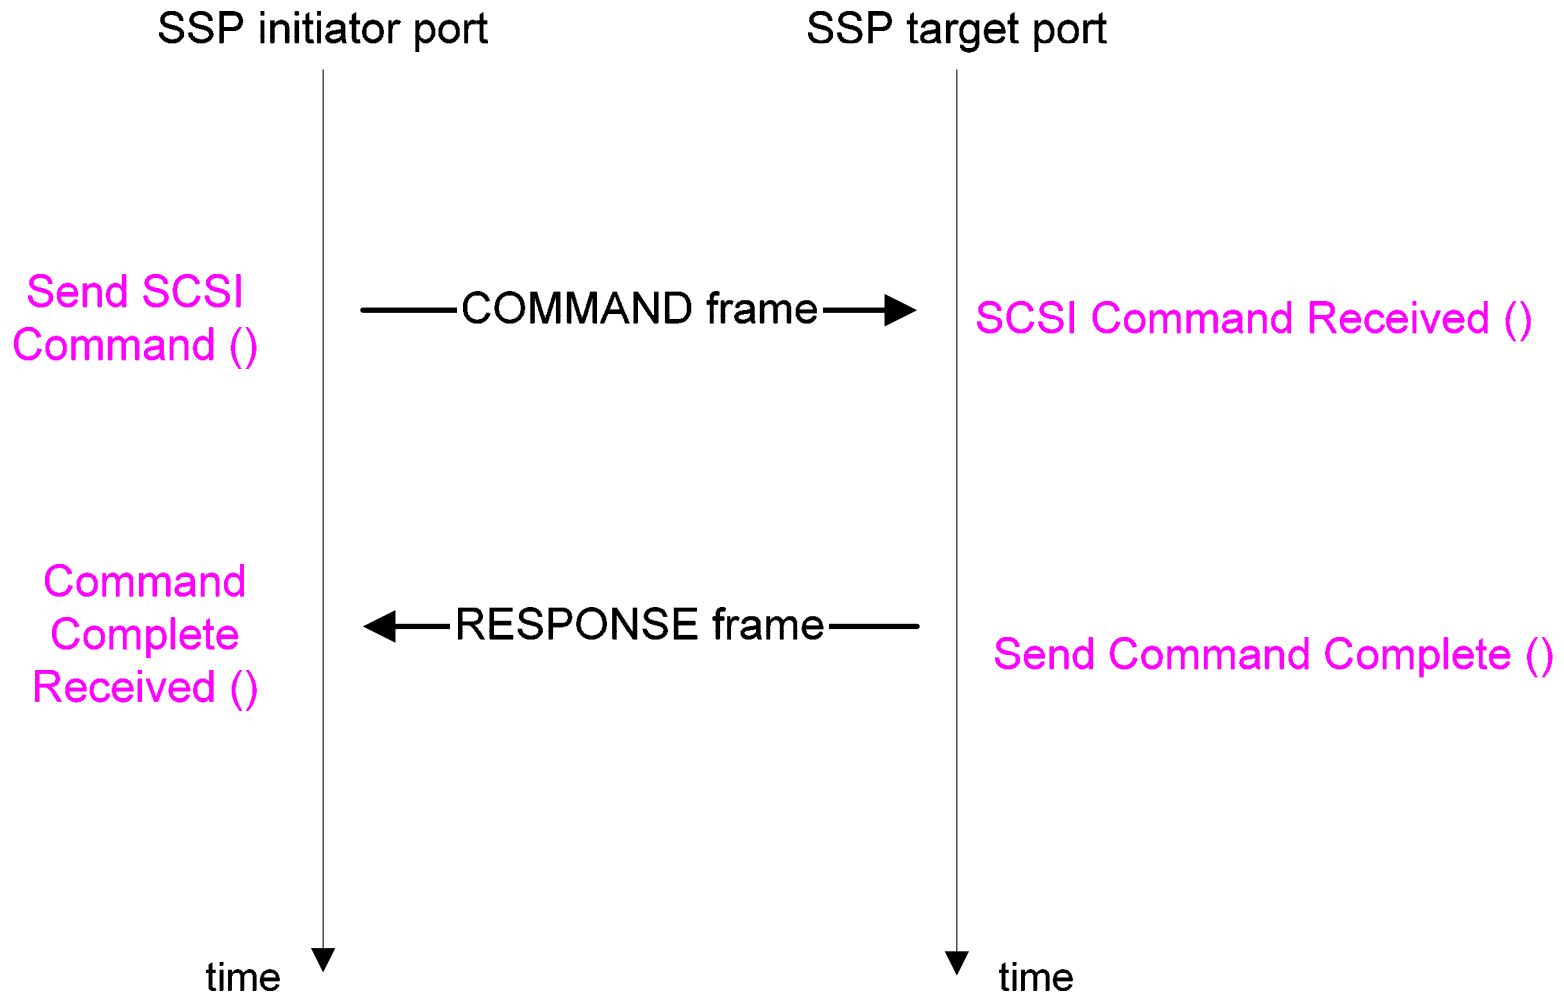 SSP initiator port
SSP target port
Send SCSI
Command ()
COMMAND frame
SCSI Command Received ()
Command
Complete
Received ()
RESPONSE frame
Send Command Complete ()
time
time